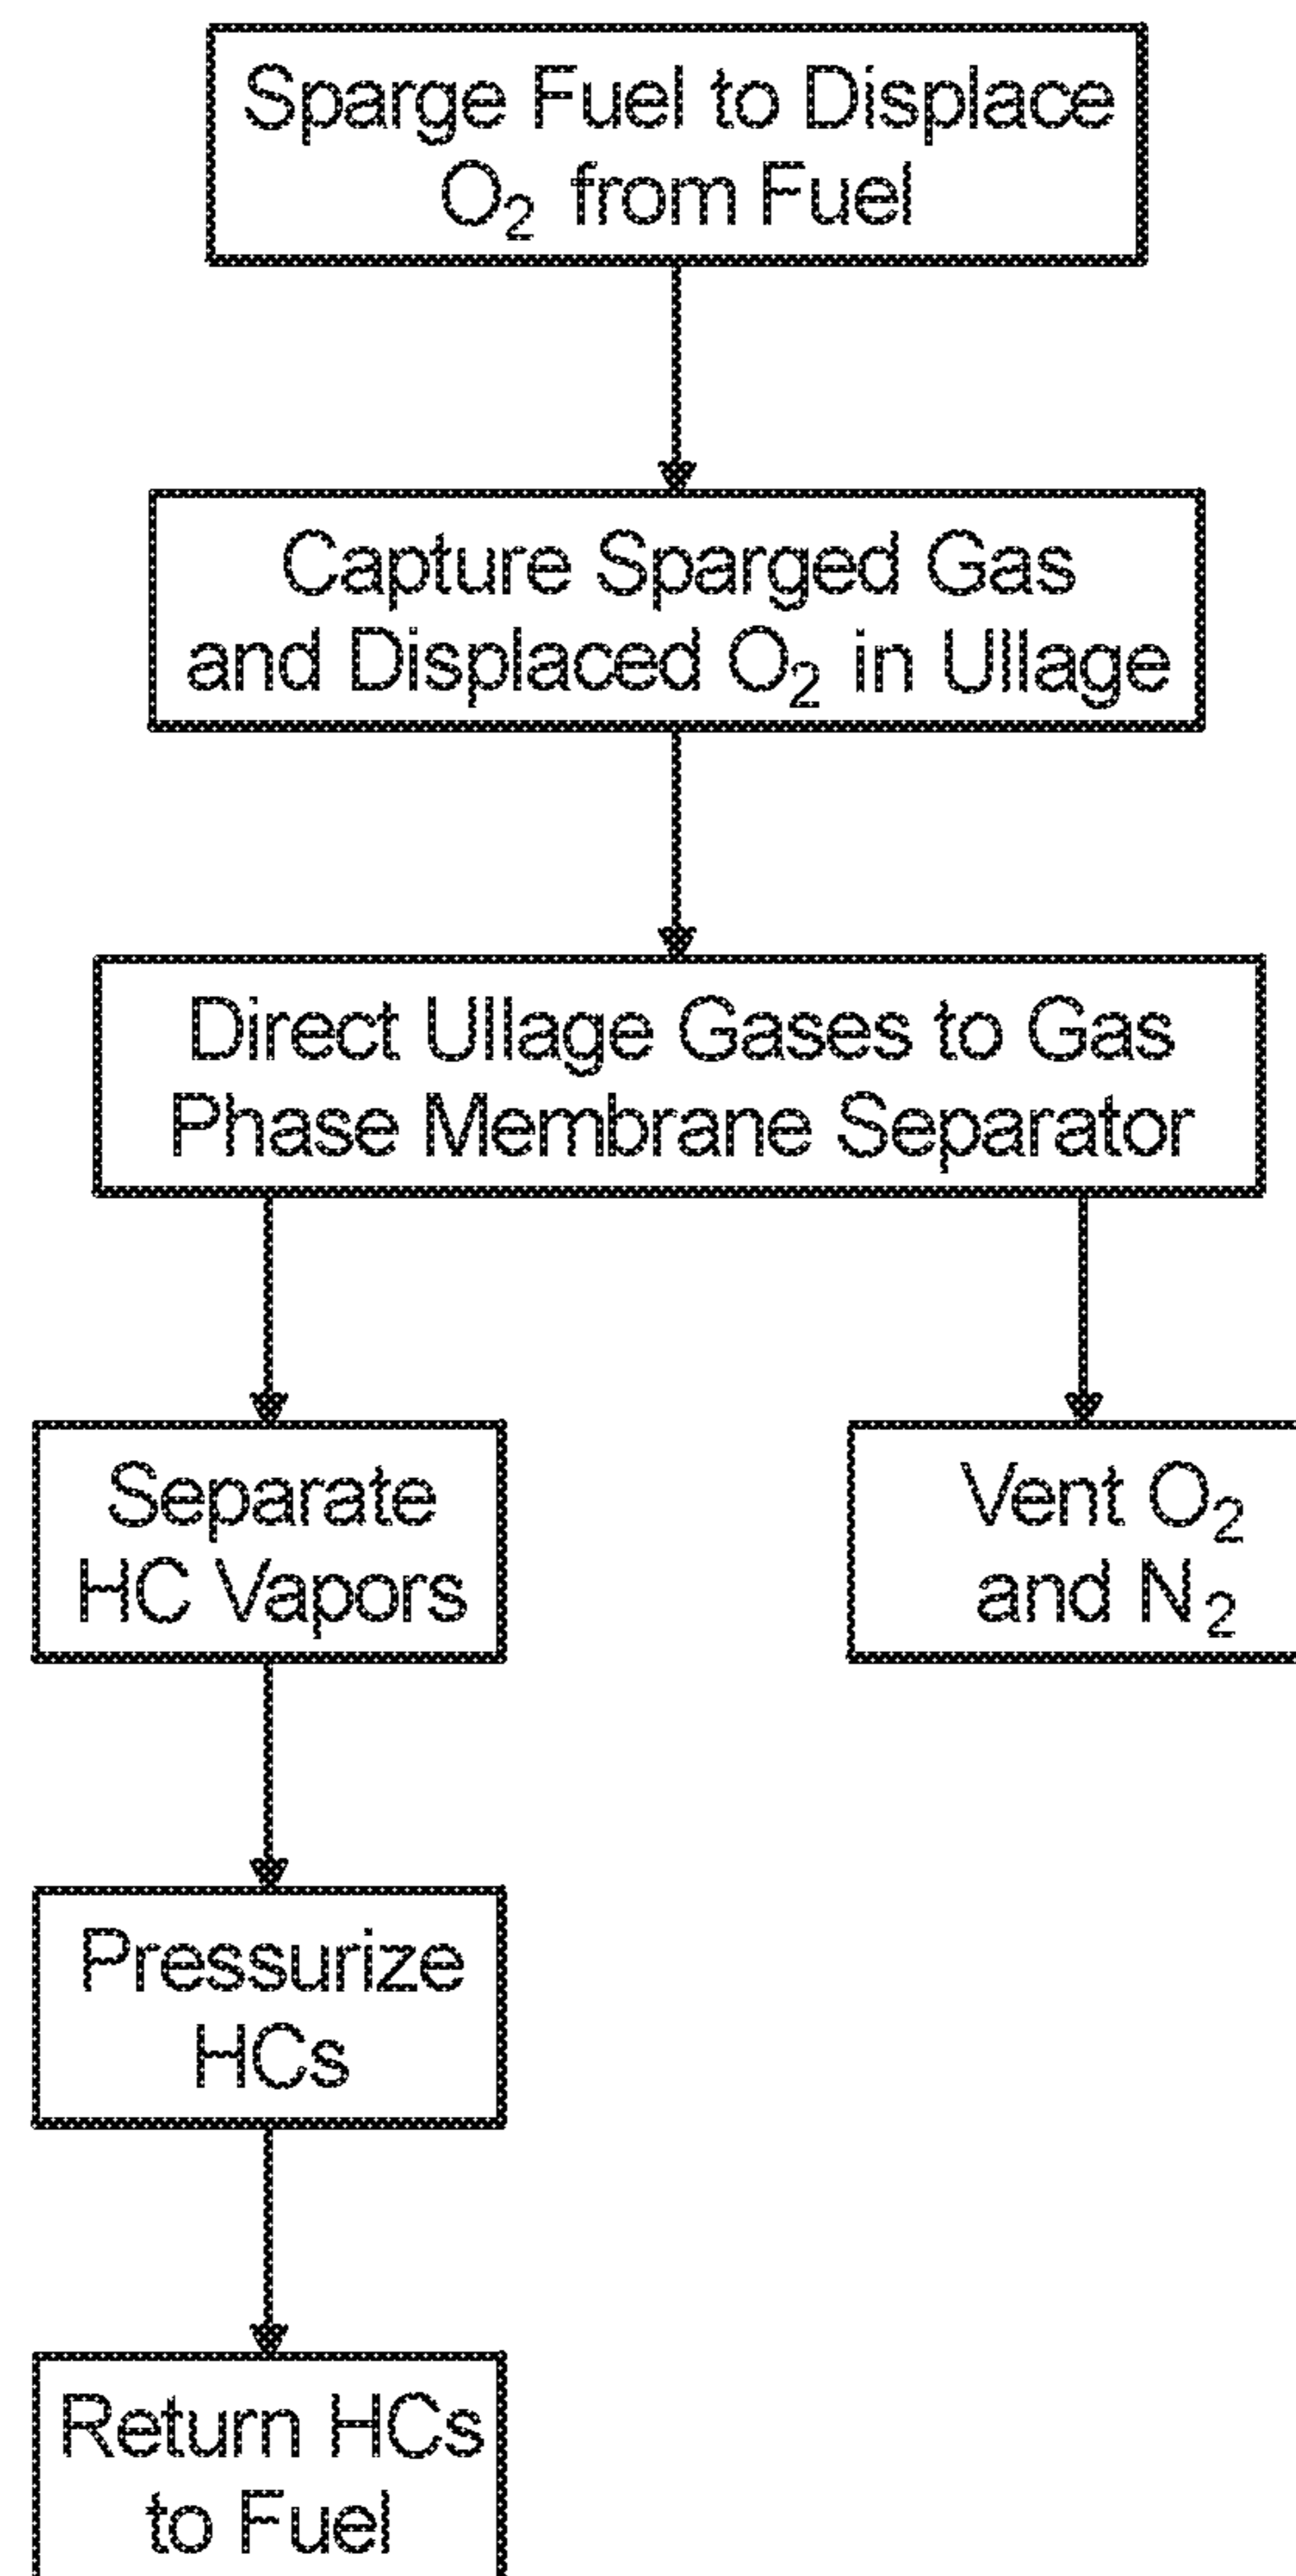 Sparge Fuel to Displace
O₂ from Fuel
Capture Sparged Gas
and Displaced O₂ in Ullage
Direct Ullage Gases to Gas
Phase Membrane Separator
Separate
HC Vapors
Vent O₂
and N₂
Pressurize
HCs
Return HCs
to Fuel